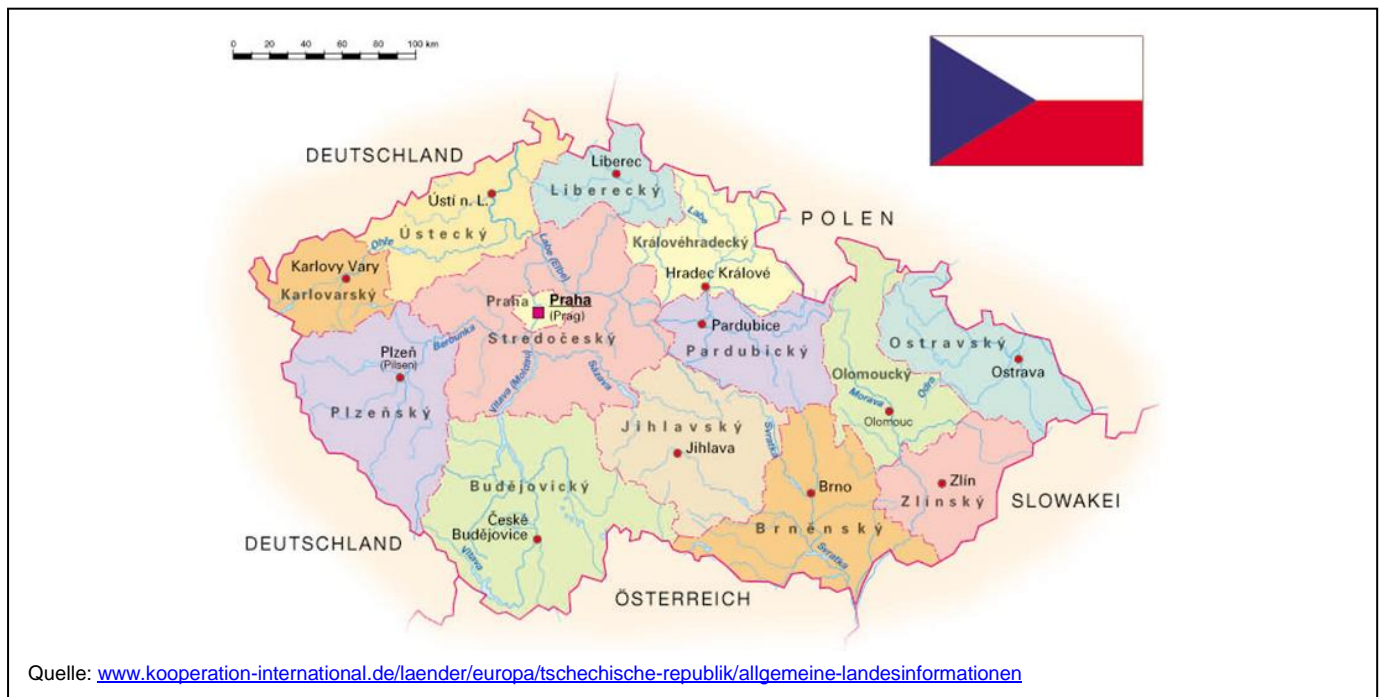 0 20 40 60 80 100 km
DEUTSCHLAND
Liberec
Liberecký
Ústí n. L.
Ústecký
Labe
POLEN
Ohře
Labe (Elbe)
Královéhradecký
Karlovy Vary
Karlovarský
Hradec Králové
Praha
Praha
(Prag)
Stredočeský
Berounka
Pardubice
Pardubický
Ostravský
Ostrava
Plzeň
(Pilsen)
Plzeňský
Vltava (Moldau)
Sázava
Olomoucký
Morava
Odra
Olomouc
Jihlavský
Jihlava
Svratka
Budějovický
Brno
Brněnský
Zlín
Zlínský
SLOWAKEI
České
Budějovice
DEUTSCHLAND
Vltava
Svratka
ÖSTERREICH
Quelle: www.kooperation-international.de/laender/europa/tschechische-republik/allgemeine-landesinformationen